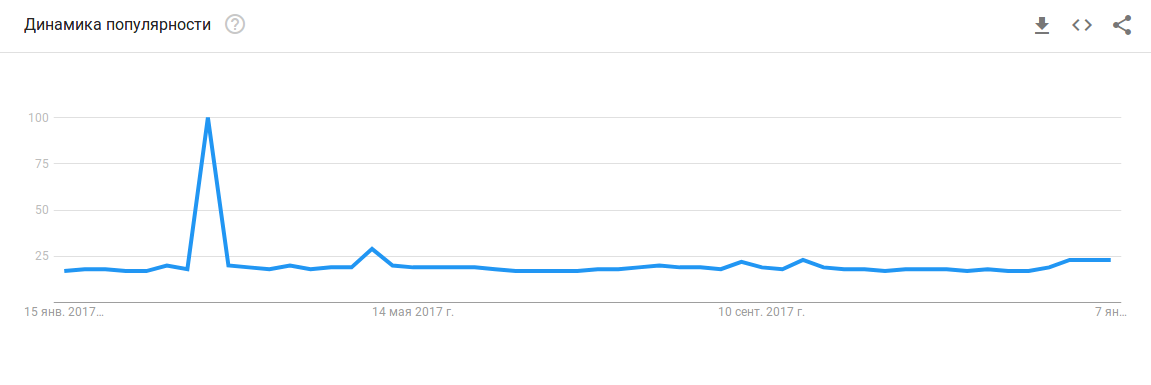 Динамика популярности ?
100
75
50
25
15 янв. 2017…
14 мая 2017 г.
10 сент. 2017 г.
7 ян…